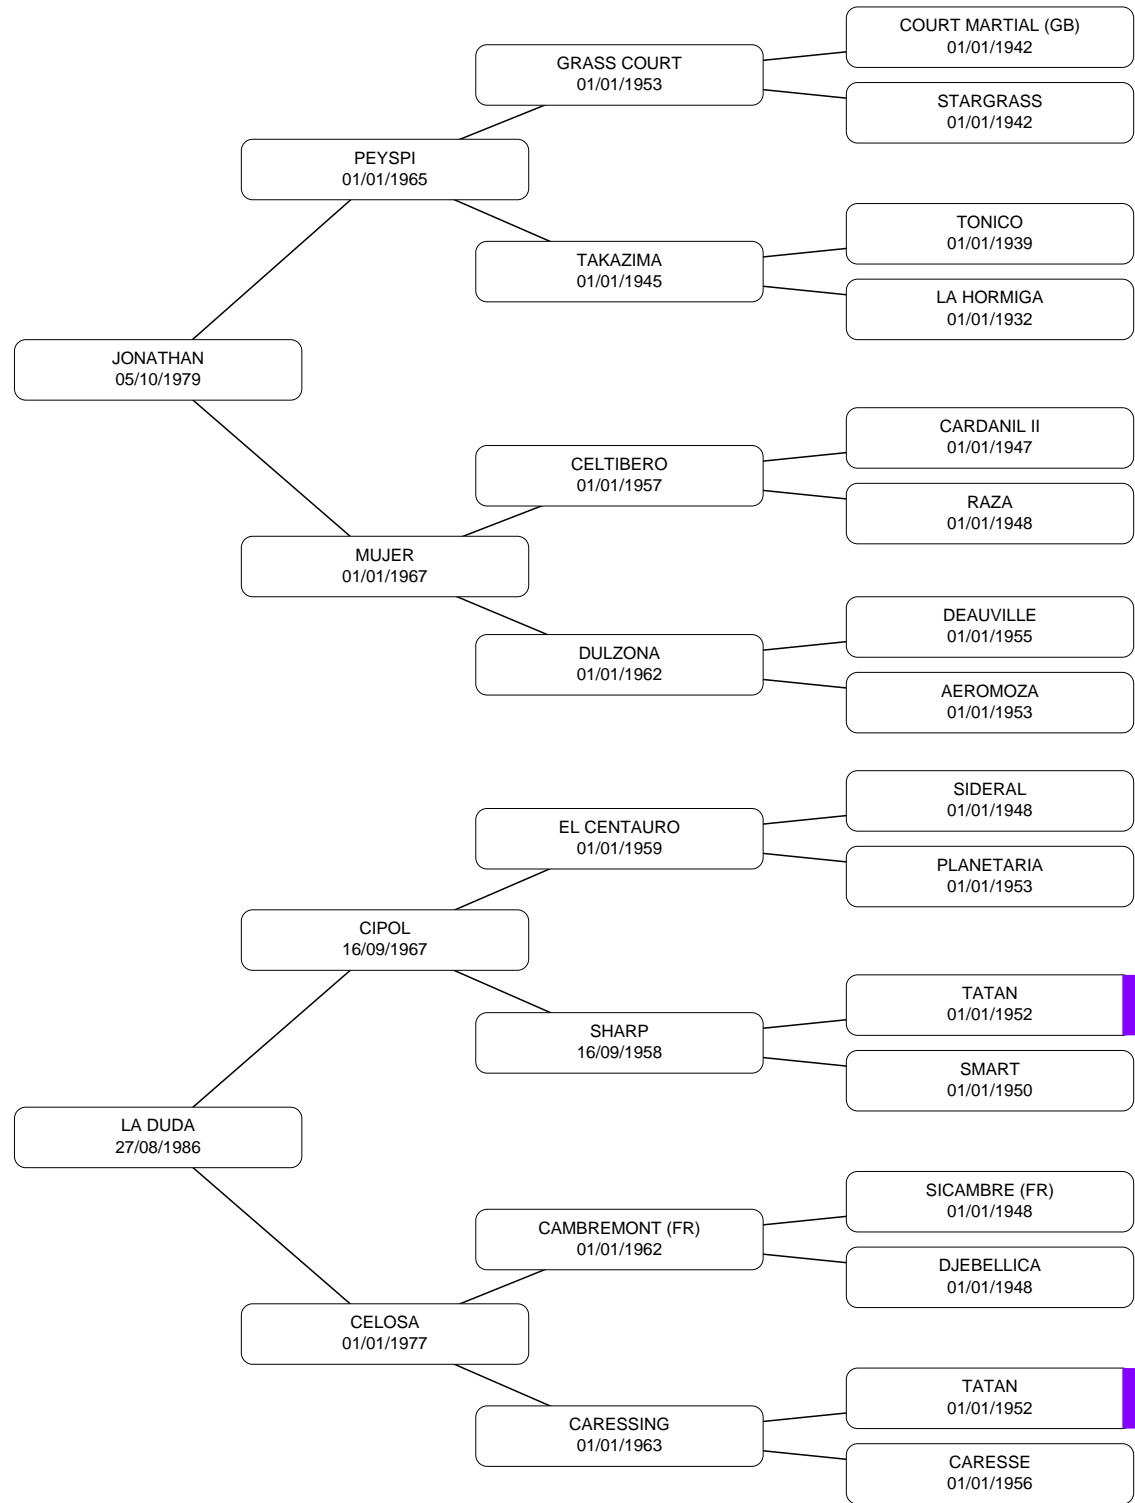 COURT MARTIAL (GB)
01/01/1942
GRASS COURT
01/01/1953
STARGRASS
01/01/1942
PEYSPI
01/01/1965
TONICO
01/01/1939
TAKAZIMA
01/01/1945
LA HORMIGA
01/01/1932
JONATHAN
05/10/1979
CARDANIL II
01/01/1947
CELTIBERO
01/01/1957
RAZA
01/01/1948
MUJER
01/01/1967
DEAUVILLE
01/01/1955
DULZONA
01/01/1962
AEROMOZA
01/01/1953
SIDERAL
01/01/1948
EL CENTAURO
01/01/1959
PLANETARIA
01/01/1953
CIPOL
16/09/1967
TATAN
01/01/1952
SHARP
16/09/1958
SMART
01/01/1950
LA DUDA
27/08/1986
SICAMBRE (FR)
01/01/1948
CAMBREMONT (FR)
01/01/1962
DJEBELLICA
01/01/1948
CELOSA
01/01/1977
TATAN
01/01/1952
CARESSING
01/01/1963
CARESSE
01/01/1956